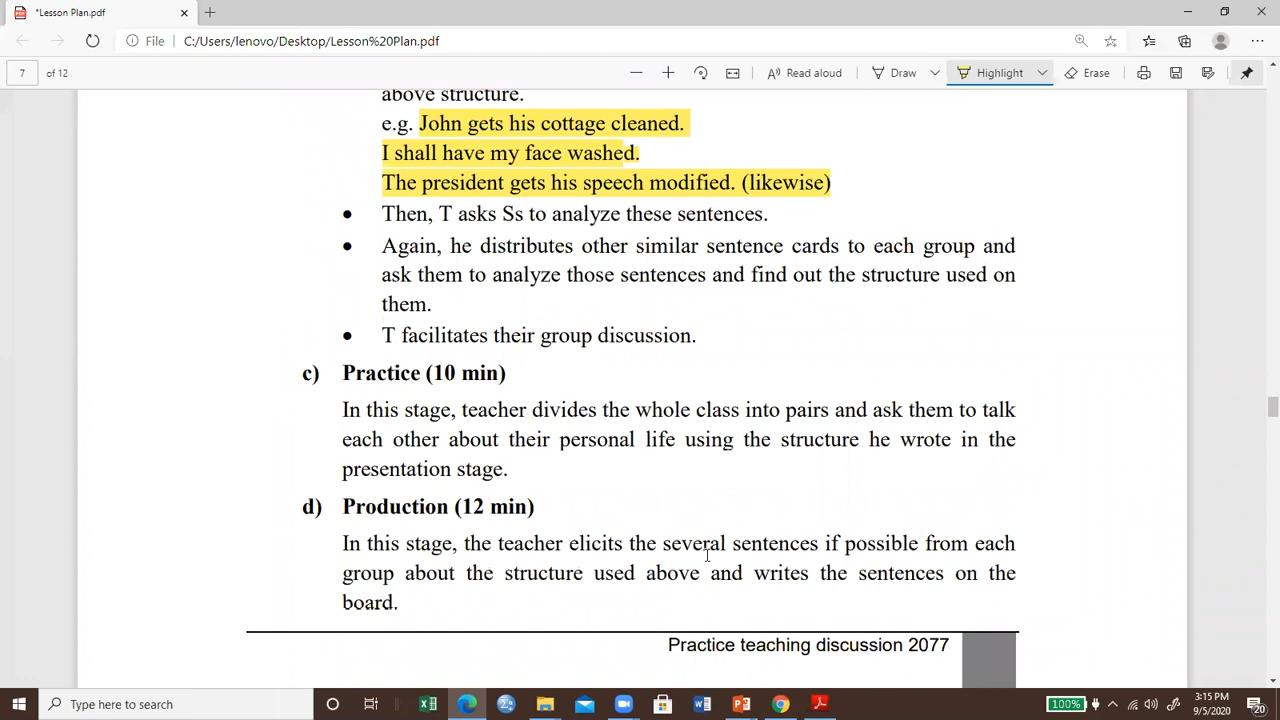 *Lesson Plan.pdf
File C:/Users/lenovo/Desktop/Lesson%20Plan.pdf
7 of 12 Read aloud Draw Highlight Erase
above structure.
e.g. John gets his cottage cleaned.
I shall have my face washed.
The president gets his speech modified. (likewise)
• Then, T asks Ss to analyze these sentences.
• Again, he distributes other similar sentence cards to each group and
ask them to analyze those sentences and find out the structure used on
them.
• T facilitates their group discussion.
c) Practice (10 min)
In this stage, teacher divides the whole class into pairs and ask them to talk
each other about their personal life using the structure he wrote in the
presentation stage.
d) Production (12 min)
In this stage, the teacher elicits the several sentences if possible from each
group about the structure used above and writes the sentences on the
board.
Practice teaching discussion 2077
Type here to search
100%
3:15 PM
9/5/2020
20